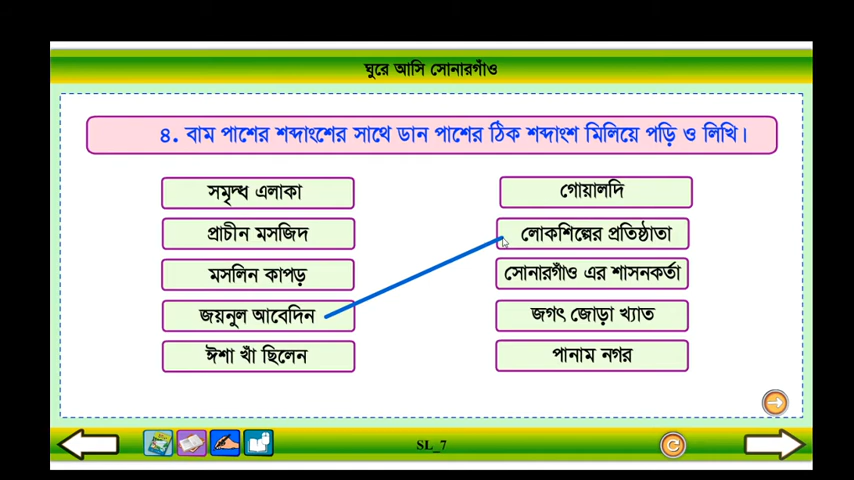 ঘুরে আসি সোনারগাঁও
৪. বাম পাশের শব্দাংশের সাথে ডান পাশের ঠিক শব্দাংশ মিলিয়ে পড়ি ও লিখি।
সমৃদ্ধ এলাকা
গোয়ালদি
প্রাচীন মসজিদ
লোকশিল্পের প্রতিষ্ঠাতা
মসলিন কাপড়
সোনারগাঁও এর শাসনকর্তা
জয়নুল আবেদিন
জগৎ জোড়া খ্যাত
ঈশা খাঁ ছিলেন
পানাম নগর
SL_7